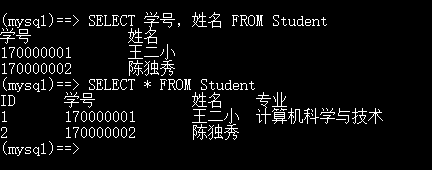 (mysql)==> SELECT 学号，姓名 FROM Student
学号 姓名
170000001 王二小
170000002 陈独秀
(mysql)==> SELECT * FROM Student
ID 学号 姓名 专业
1 170000001 王二小 计算机科学与技术
2 170000002 陈独秀
(mysql)==>